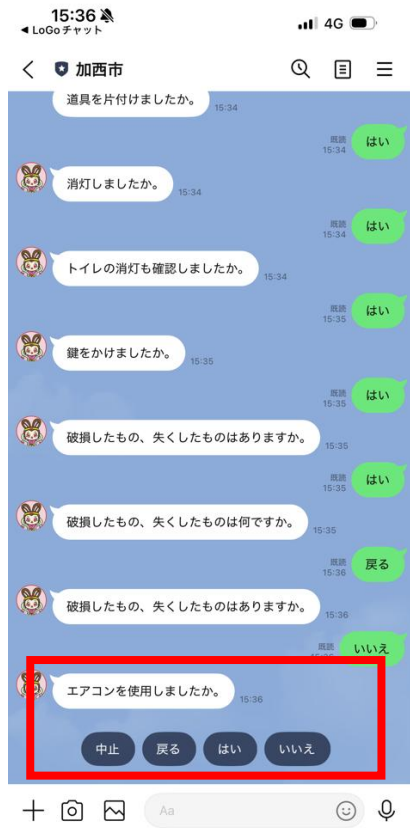 15:36
◀ LoGoチャット
4G
加西市
道具を片付けましたか。
15:34
既読
15:34
はい
消灯しましたか。
15:34
既読
15:34
はい
トイレの消灯も確認しましたか。
15:34
既読
15:35
はい
鍵をかけましたか。
15:35
既読
15:35
はい
破損したもの、失くしたものはありますか。
15:35
既読
15:35
はい
破損したもの、失くしたものは何ですか。
15:35
既読
15:36
戻る
破損したもの、失くしたものはありますか。
15:36
既読
いいえ
エアコンを使用しましたか。
15:36
中止 戻る はい いいえ
Aa